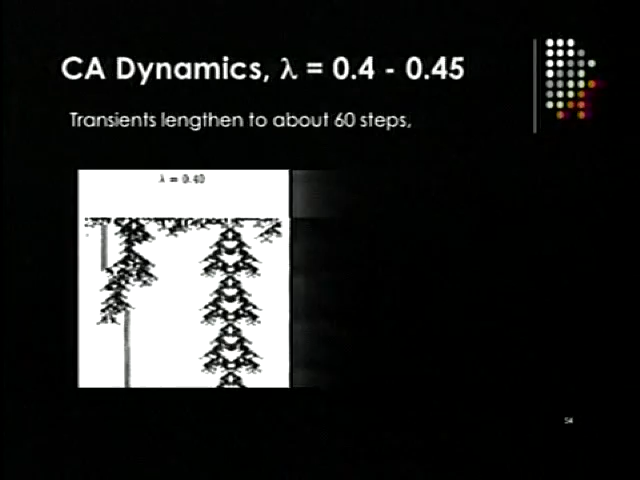 CA Dynamics, λ = 0.4 - 0.45
Transients lengthen to about 60 steps,
λ = 0.40
54